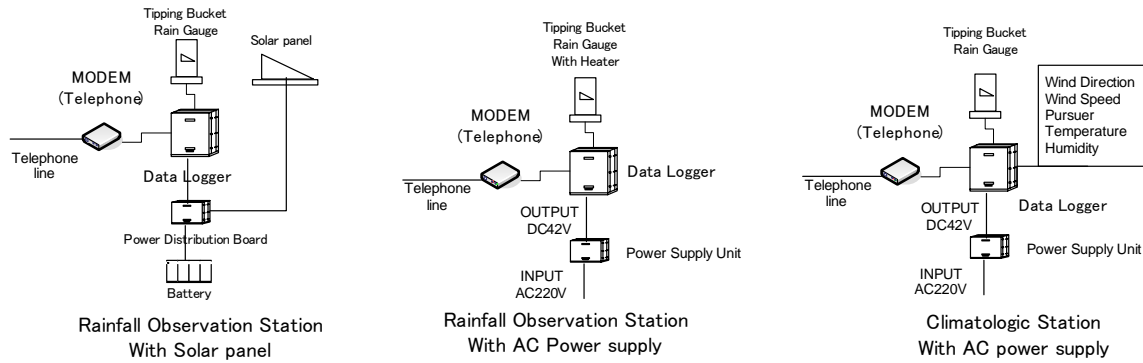 Tipping Bucket
Rain Gauge
Solar panel
MODEM
(Telephone)
Telephone
line
Data Logger
Power Distribution Board
Battery
Rainfall Observation Station
With Solar panel
Tipping Bucket
Rain Gauge
With Heater
MODEM
(Telephone)
Telephone
line
Data Logger
OUTPUT
DC42V
Power Supply Unit
INPUT
AC220V
Rainfall Observation Station
With AC Power supply
Tipping Bucket
Rain Gauge
Wind Direction
Wind Speed
Pursuer
Temperature
Humidity
MODEM
(Telephone)
Telephone
line
Data Logger
OUTPUT
DC42V
Power Supply Unit
INPUT
AC220V
Climatologic Station
With AC power supply